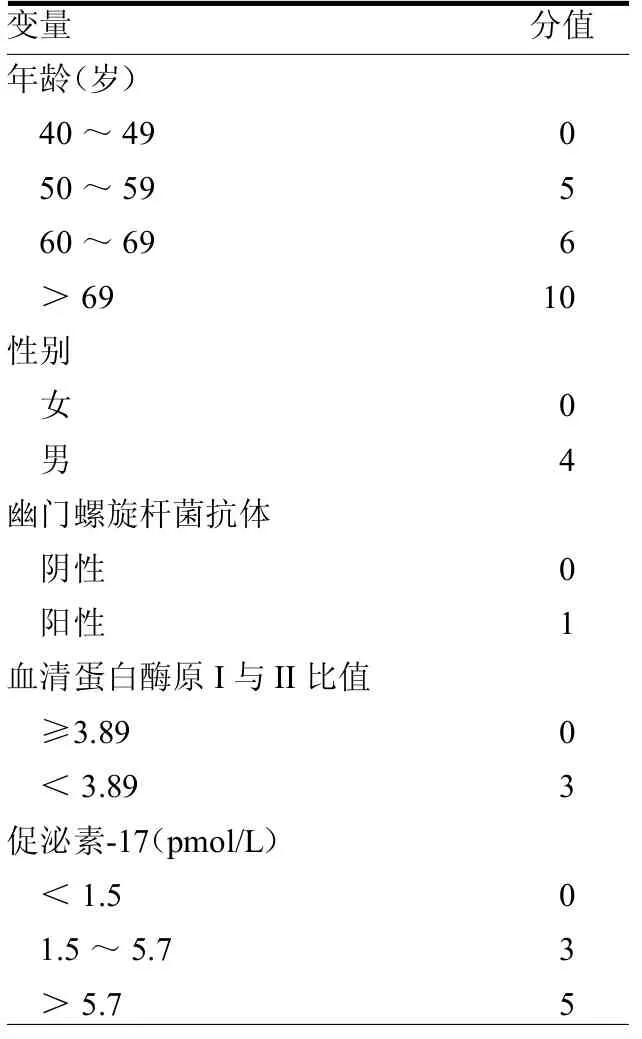 变量 分值
年龄(岁)
40～49 0
50～59 5
60～69 6
＞69 10
性别
女 0
男 4
幽门螺旋杆菌抗体
阴性 0
阳性 1
血清蛋白酶原 I 与 II 比值
≥3.89 0
＜3.89 3
促泌素-17(pmol/L)
＜1.5 0
1.5～5.7 3
＞5.7 5